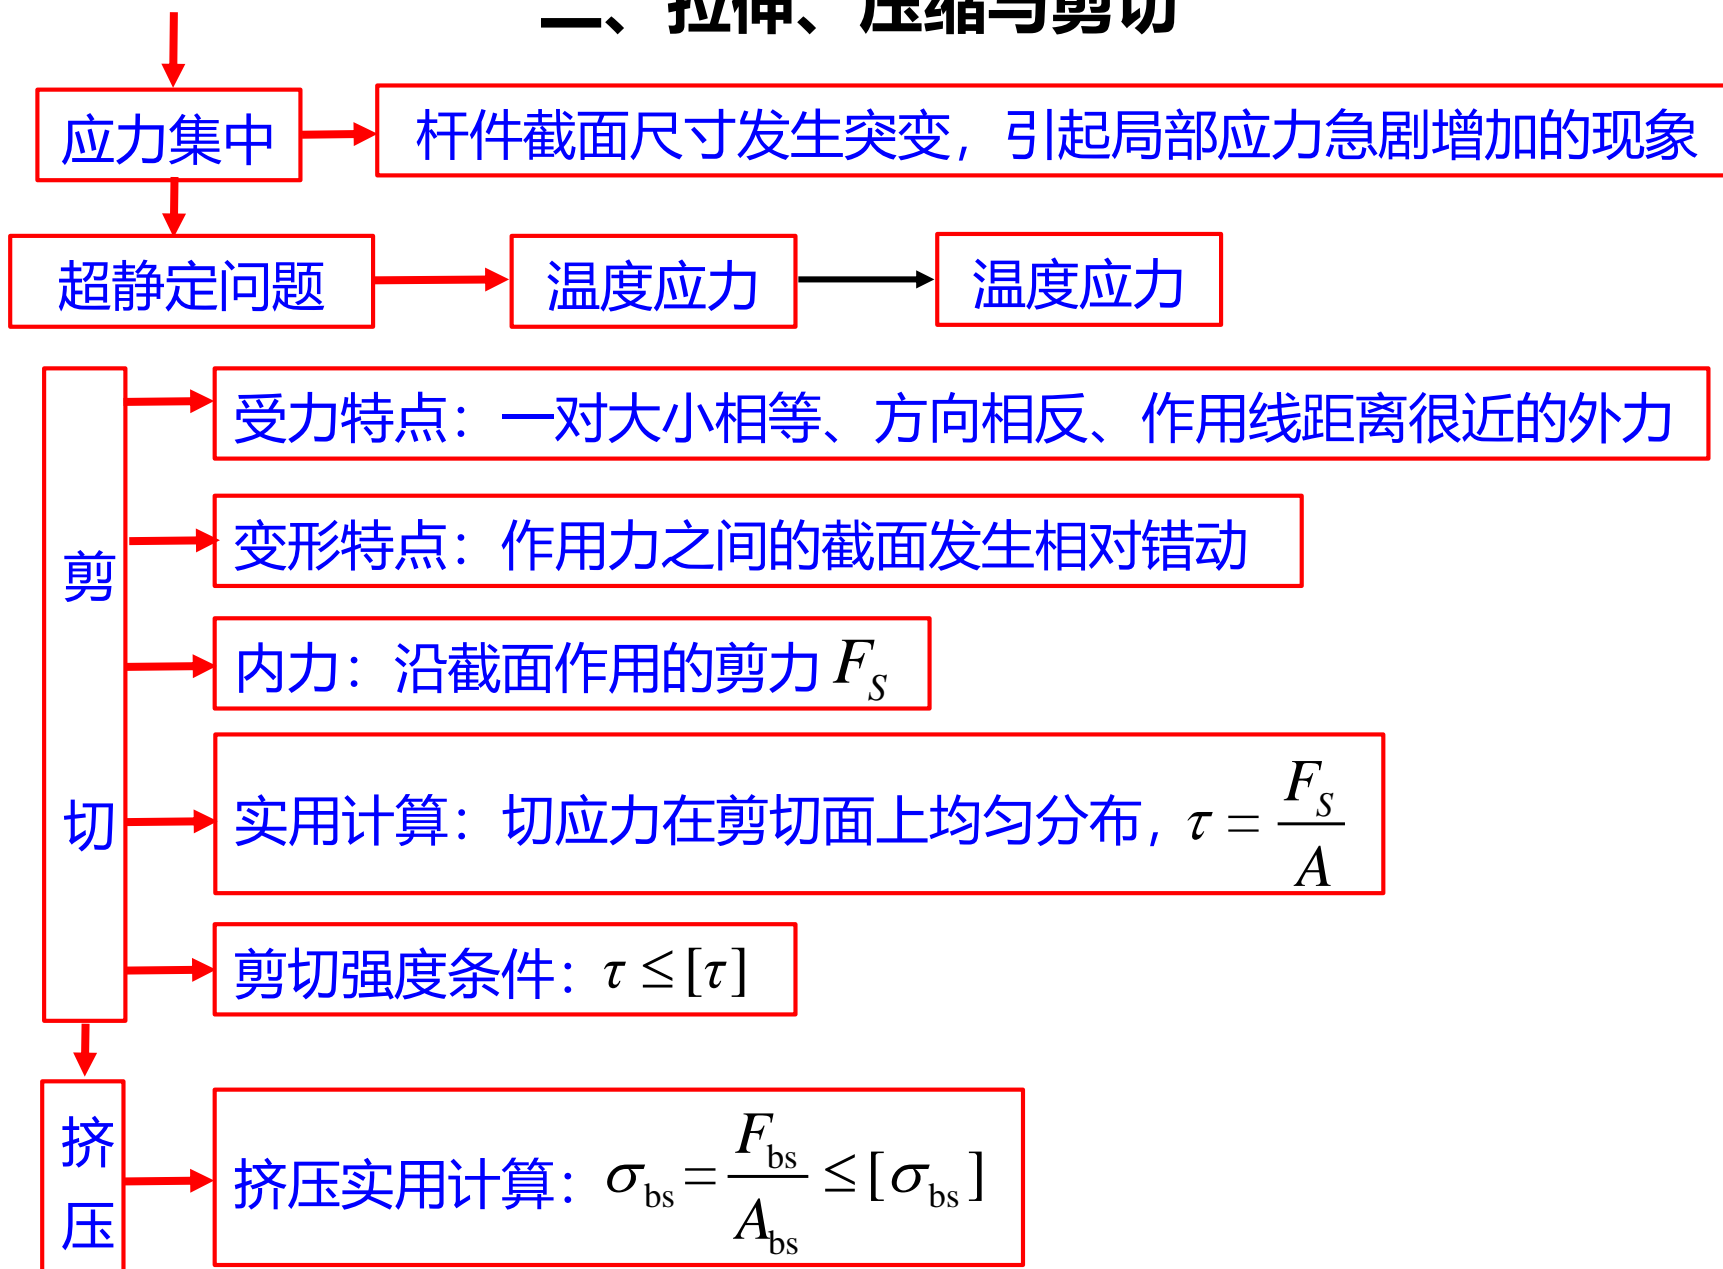 二、拉伸、压缩与剪切
应力集中
杆件截面尺寸发生突变，引起局部应力急剧增加的现象
超静定问题
温度应力
温度应力
剪切
受力特点：一对大小相等、方向相反、作用线距离很近的外力
变形特点：作用力之间的截面发生相对错动
内力：沿截面作用的剪力 F_S
实用计算：切应力在剪切面上均匀分布，τ = F_S / A
剪切强度条件：τ ≤ [τ]
挤压
挤压实用计算：σ_bs = F_bs / A_bs ≤ [σ_bs]